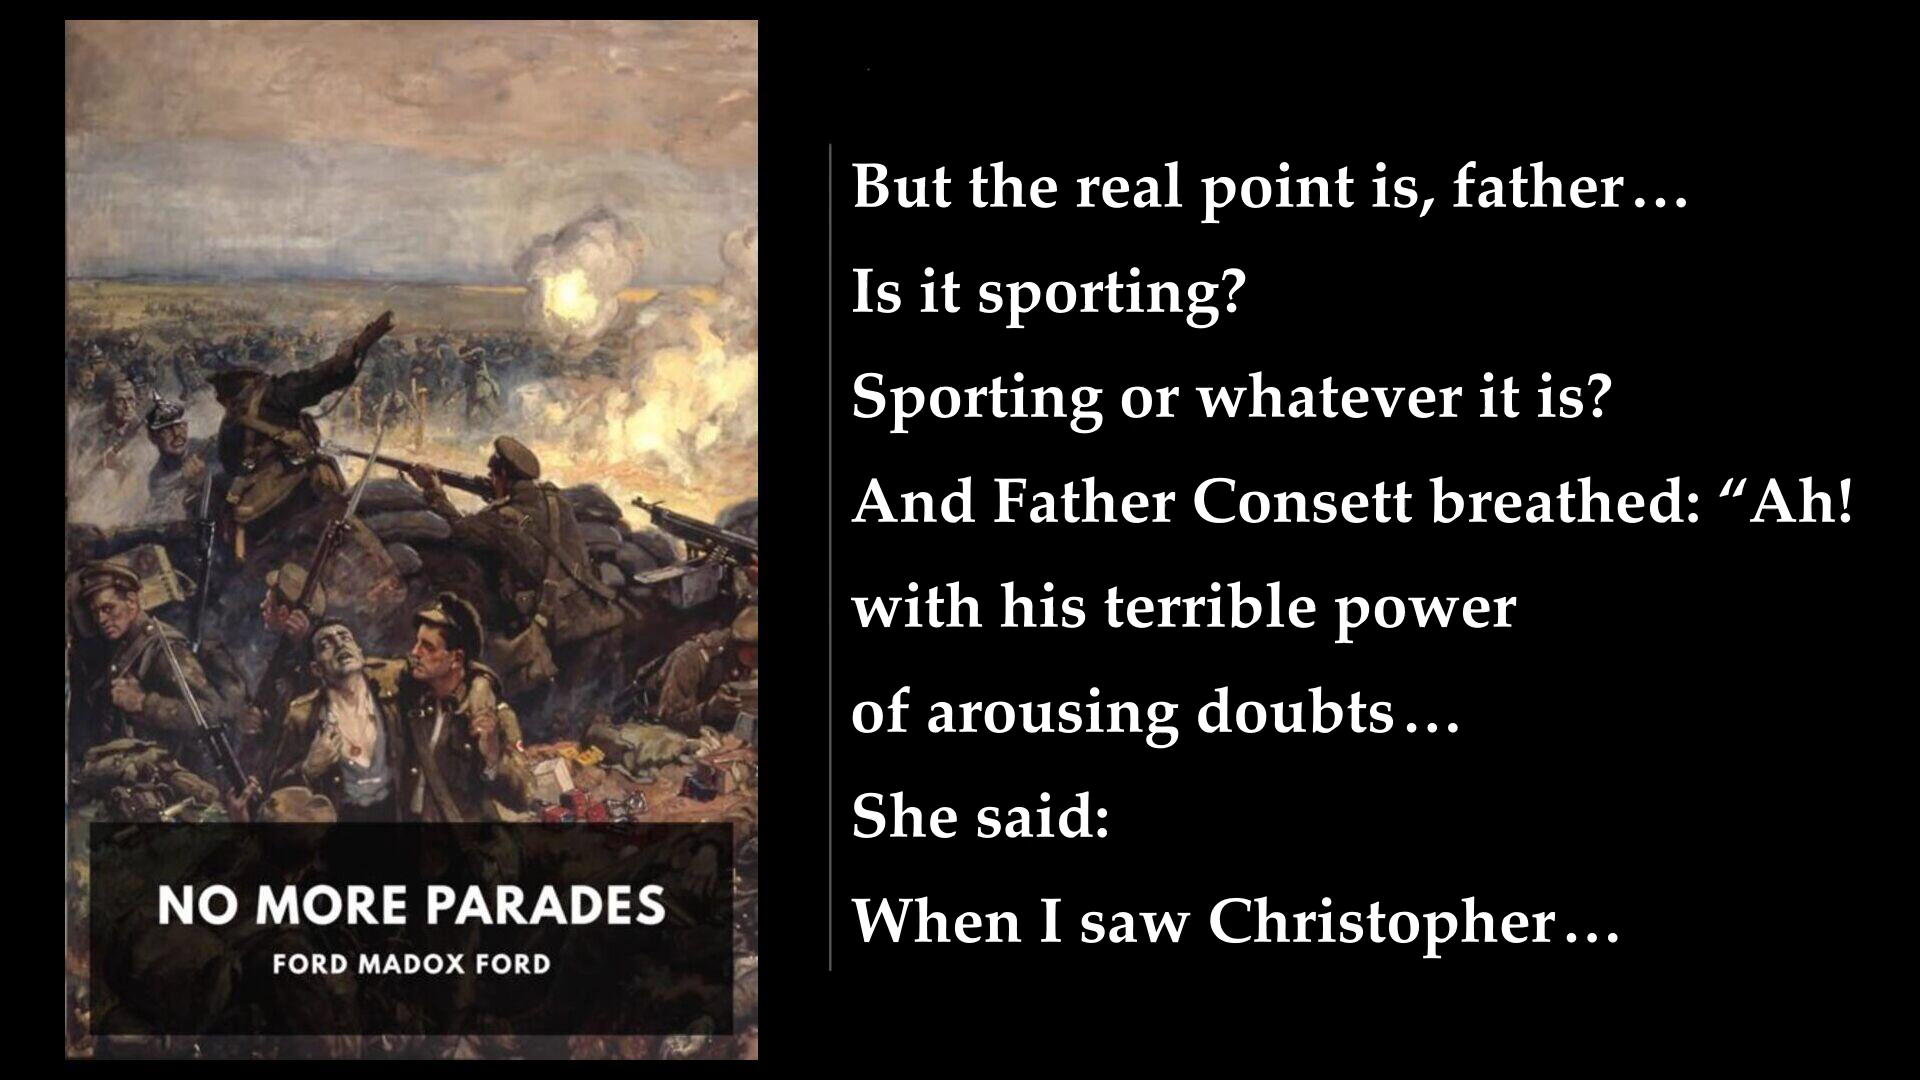 NO MORE PARADES
FORD MADOX FORD
But the real point is, father…
Is it sporting?
Sporting or whatever it is?
And Father Consett breathed: “Ah!
with his terrible power
of arousing doubts…
She said:
When I saw Christopher…